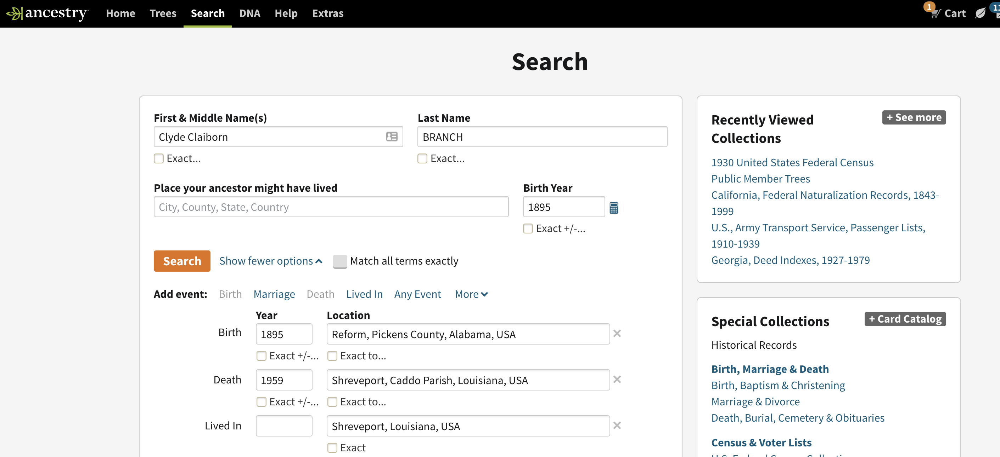 ancestry Home Trees Search DNA Help Extras 1 Cart 11
Search
First & Middle Name(s) Last Name
Clyde Claiborn BRANCH
Exact... Exact...
Place your ancestor might have lived Birth Year
City, County, State, Country 1895
Exact +/-...
Search Show fewer options Match all terms exactly
Add event: Birth Marriage Death Lived In Any Event More
Year Location
Birth 1895 Reform, Pickens County, Alabama, USA
Exact +/-... Exact to...
Death 1959 Shreveport, Caddo Parish, Louisiana, USA
Exact +/-... Exact to...
Lived In Shreveport, Louisiana, USA
Exact
Recently Viewed + See more
Collections
1930 United States Federal Census
Public Member Trees
California, Federal Naturalization Records, 1843-
1999
U.S., Army Transport Service, Passenger Lists,
1910-1939
Georgia, Deed Indexes, 1927-1979
Special Collections + Card Catalog
Historical Records
Birth, Marriage & Death
Birth, Baptism & Christening
Marriage & Divorce
Death, Burial, Cemetery & Obituaries
Census & Voter Lists